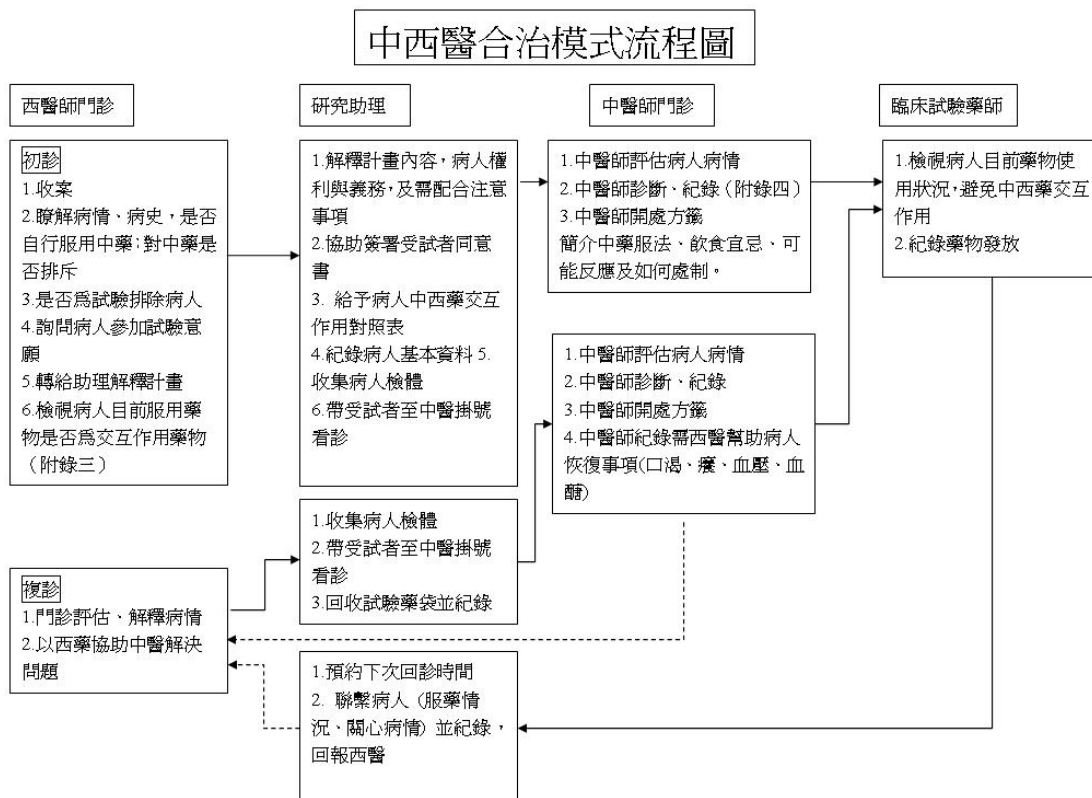 中西醫合治模式流程圖
西醫師門診
研究助理
中醫師門診
臨床試驗藥師
初診
1.收案
2.瞭解病情、病史，是否
自行服用中藥；對中藥是
否排斥
3.是否爲試驗排除病人
4.詢問病人參加試驗意
願
5.轉給助理解釋計畫
6.檢視病人目前服用藥
物是否爲交互作用藥物
（附錄三）
1.解釋計畫內容，病人權
利與義務，及需配合注意
事項
2.協助簽署受試者同意
書
3. 給予病人中西藥交互
作用對照表
4.紀錄病人基本資料 5.
收集病人檢體
6.帶受試者至中醫掛號
看診
1.中醫師評估病人病情
2.中醫師診斷、紀錄（附錄四）
3.中醫師開處方籤
簡介中藥服法、飲食宜忌、可
能反應及如何處制。
1.檢視病人目前藥物使
用狀況，避免中西藥交互
作用
2.紀錄藥物發放
1.中醫師評估病人病情
2.中醫師診斷、紀錄
3.中醫師開處方籤
4.中醫師紀錄需西醫幫助病人
恢復事項(口渴、癢、血壓、血
醣)
1.收集病人檢體
2.帶受試者至中醫掛號
看診
3.回收試驗藥袋並紀錄
複診
1.門診評估、解釋病情
2.以西藥協助中醫解決
問題
1.預約下次回診時間
2. 聯繫病人 (服藥情
況、關心病情) 並紀錄，
回報西醫